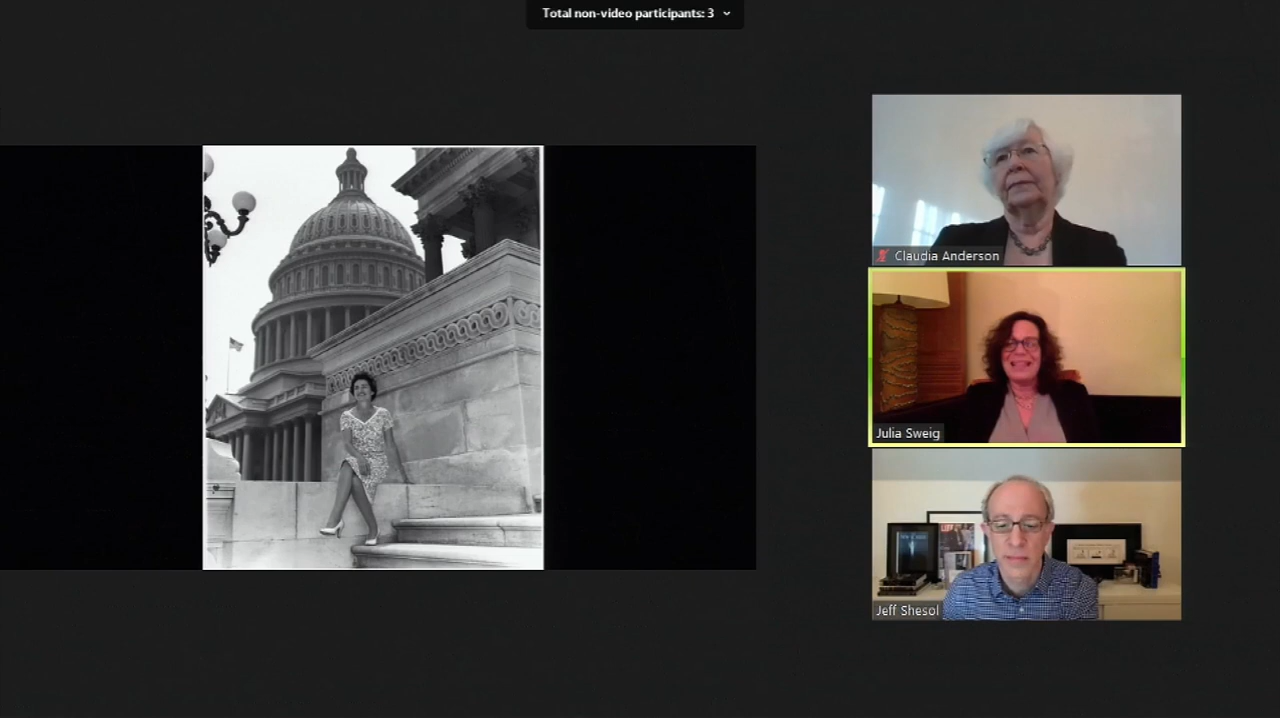 Total non-video participants: 3
Claudia Anderson
Julia Sweig
Jeff Shesol